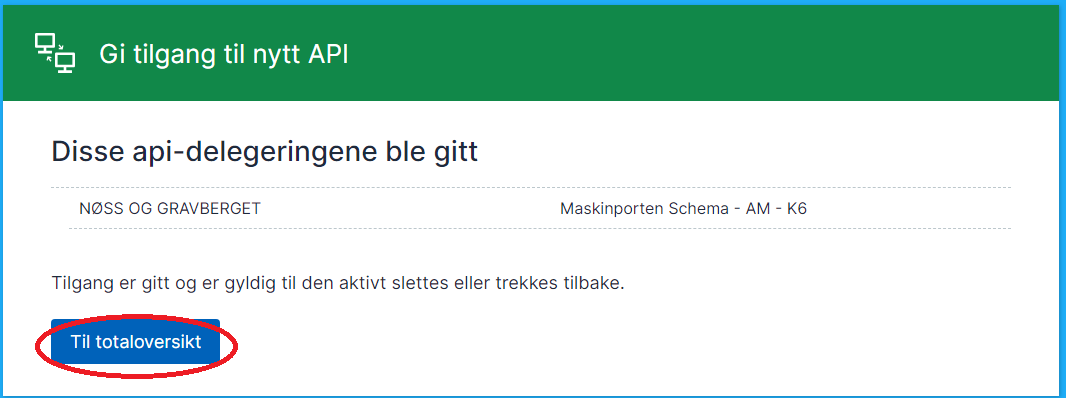 Gi tilgang til nytt API
Disse api-delegeringene ble gitt
NØSS OG GRAVBERGET Maskinporten Schema - AM - K6
Tilgang er gitt og er gyldig til den aktivt slettes eller trekkes tilbake.
Til totaloversikt